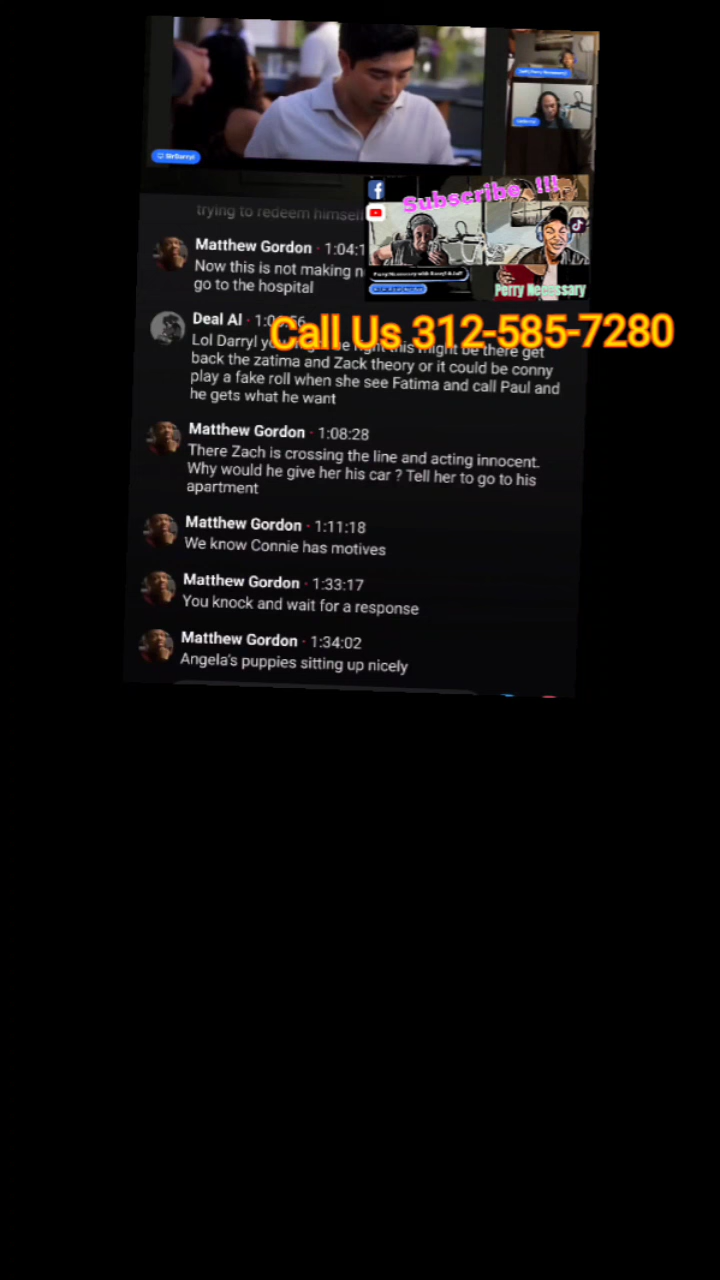 MrDarryl
Subscribe !!!
Perry Necessary
trying to redeem himself
Matthew Gordon · 1:04:1
Now this is not making n
go to the hospital
Deal Al
Call Us 312-585-7280
Lol Darryl this might be there get
back the zatima and Zack theory or it could be conny
play a fake roll when she see Fatima and call Paul and
he gets what he want
Matthew Gordon · 1:08:28
There Zach is crossing the line and acting innocent.
Why would he give her his car ? Tell her to go to his
apartment
Matthew Gordon · 1:11:18
We know Connie has motives
Matthew Gordon · 1:33:17
You knock and wait for a response
Matthew Gordon · 1:34:02
Angela's puppies sitting up nicely